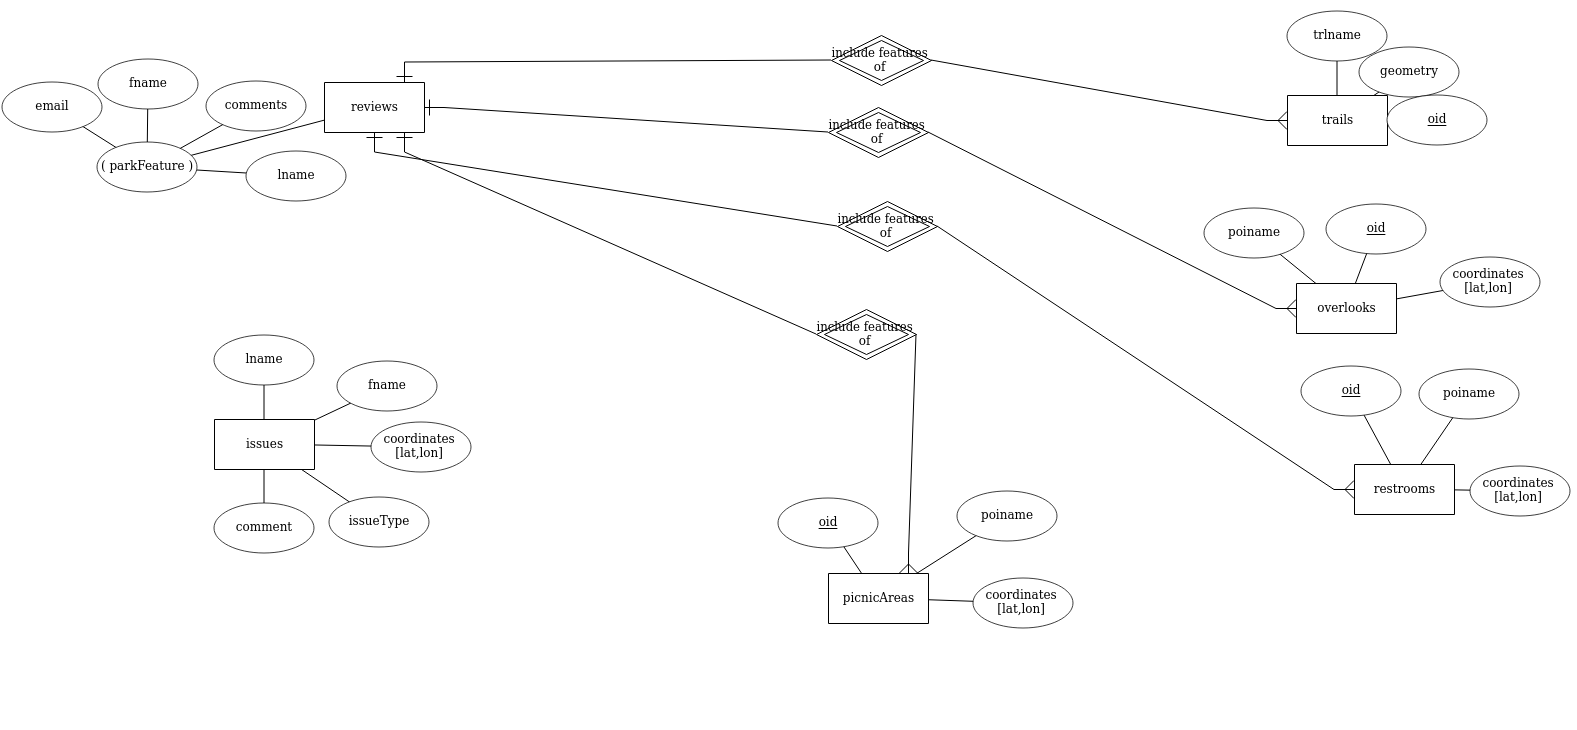 trlname
include features
of
geometry
fname
email
comments
reviews
trails
oid
include features
of
( parkFeature )
lname
include features
of
poiname
oid
coordinates
[lat,lon]
overlooks
include features
of
lname
fname
oid
poiname
issues
coordinates
[lat,lon]
restrooms
coordinates
[lat,lon]
comment
issueType
oid
poiname
picnicAreas
coordinates
[lat,lon]